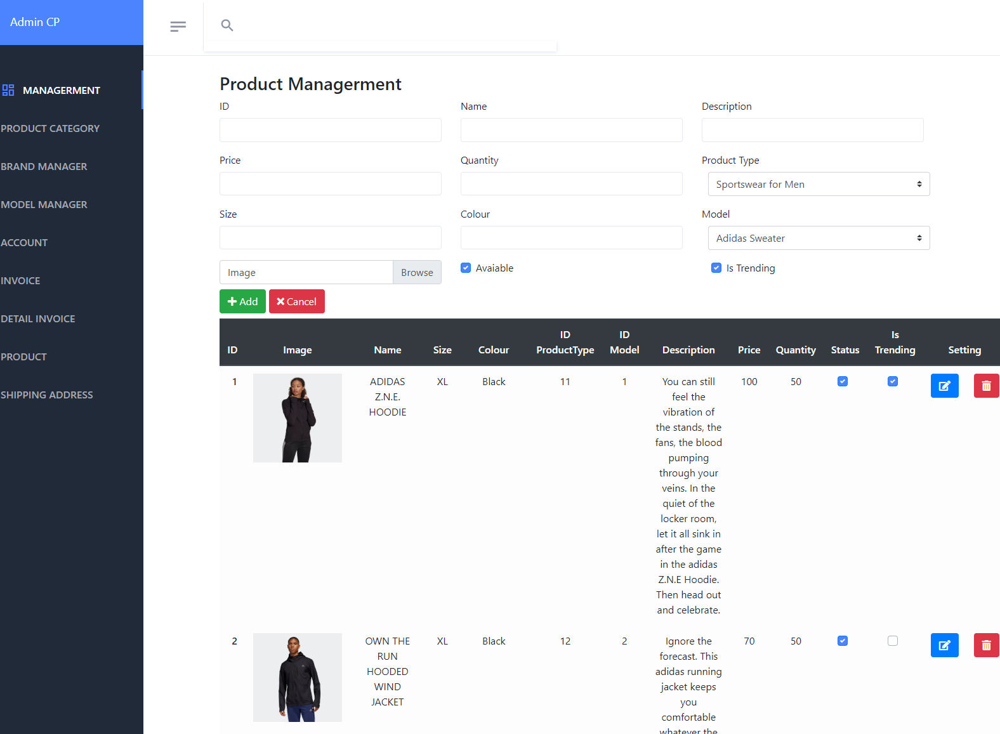 Admin CP
MANAGERMENT
PRODUCT CATEGORY
BRAND MANAGER
MODEL MANAGER
ACCOUNT
INVOICE
DETAIL INVOICE
PRODUCT
SHIPPING ADDRESS
Product Managerment
ID Name Description
Price Quantity Product Type
Sportswear for Men
Size Colour Model
Adidas Sweater
Image Browse Avaiable Is Trending
Add Cancel
ID Image Name Size Colour ID ProductType ID Model Description Price Quantity Status Is Trending Setting
1 ADIDAS XL Black 11 1 You can still 100 50
Z.N.E. feel the
HOODIE vibration of
the stands, the
fans, the blood
pumping
through your
veins. In the
quiet of the
locker room,
let it all sink in
after the game
in the adidas
Z.N.E Hoodie.
Then head out
and celebrate.
2 OWN THE XL Black 12 2 Ignore the 70 50
RUN forecast. This
HOODED adidas running
WIND jacket keeps
JACKET you
comfortable
whatever the